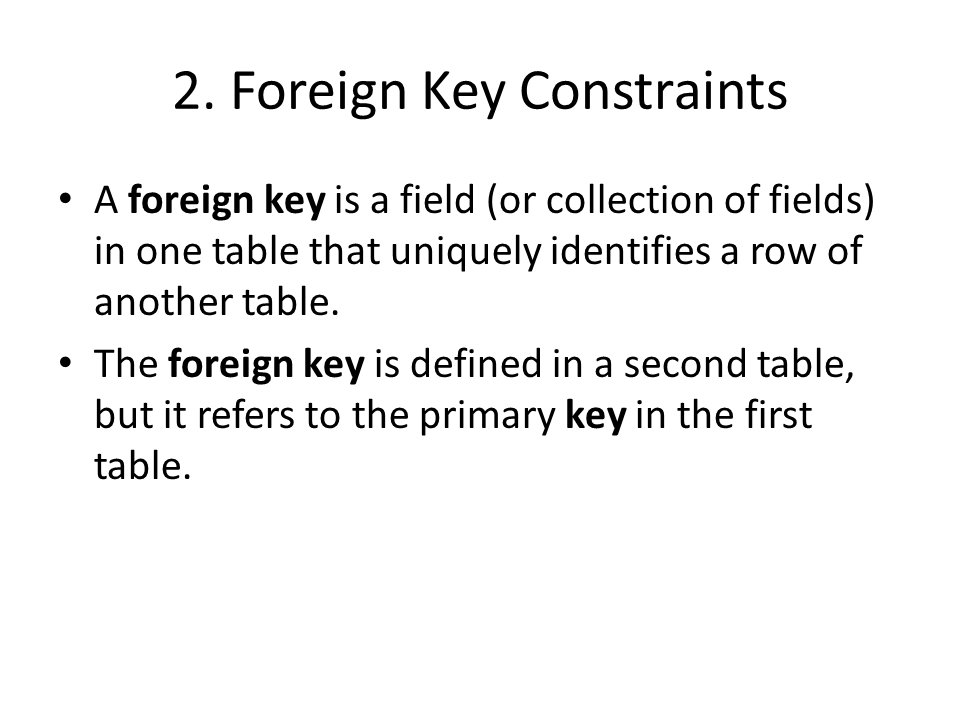 2. Foreign Key Constraints
• A foreign key is a field (or collection of fields)
in one table that uniquely identifies a row of
another table.
• The foreign key is defined in a second table,
but it refers to the primary key in the first
table.